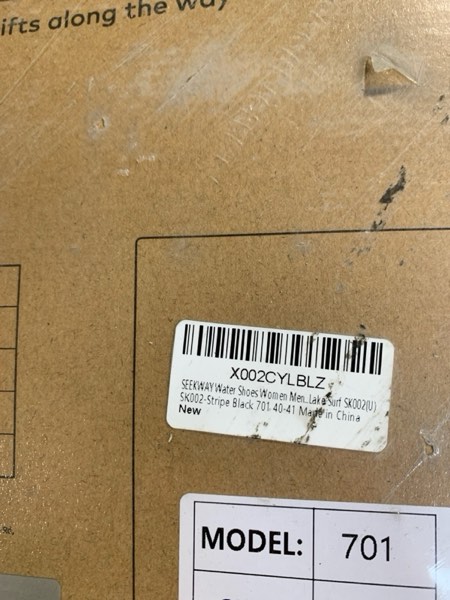 ifts along the way
X002CYLBLZ
SEEKWAY Water Shoes Women Men...Lake Surf SK002(U)
SK002-Stripe Black 701 40-41 Made in China
New
MODEL: 701